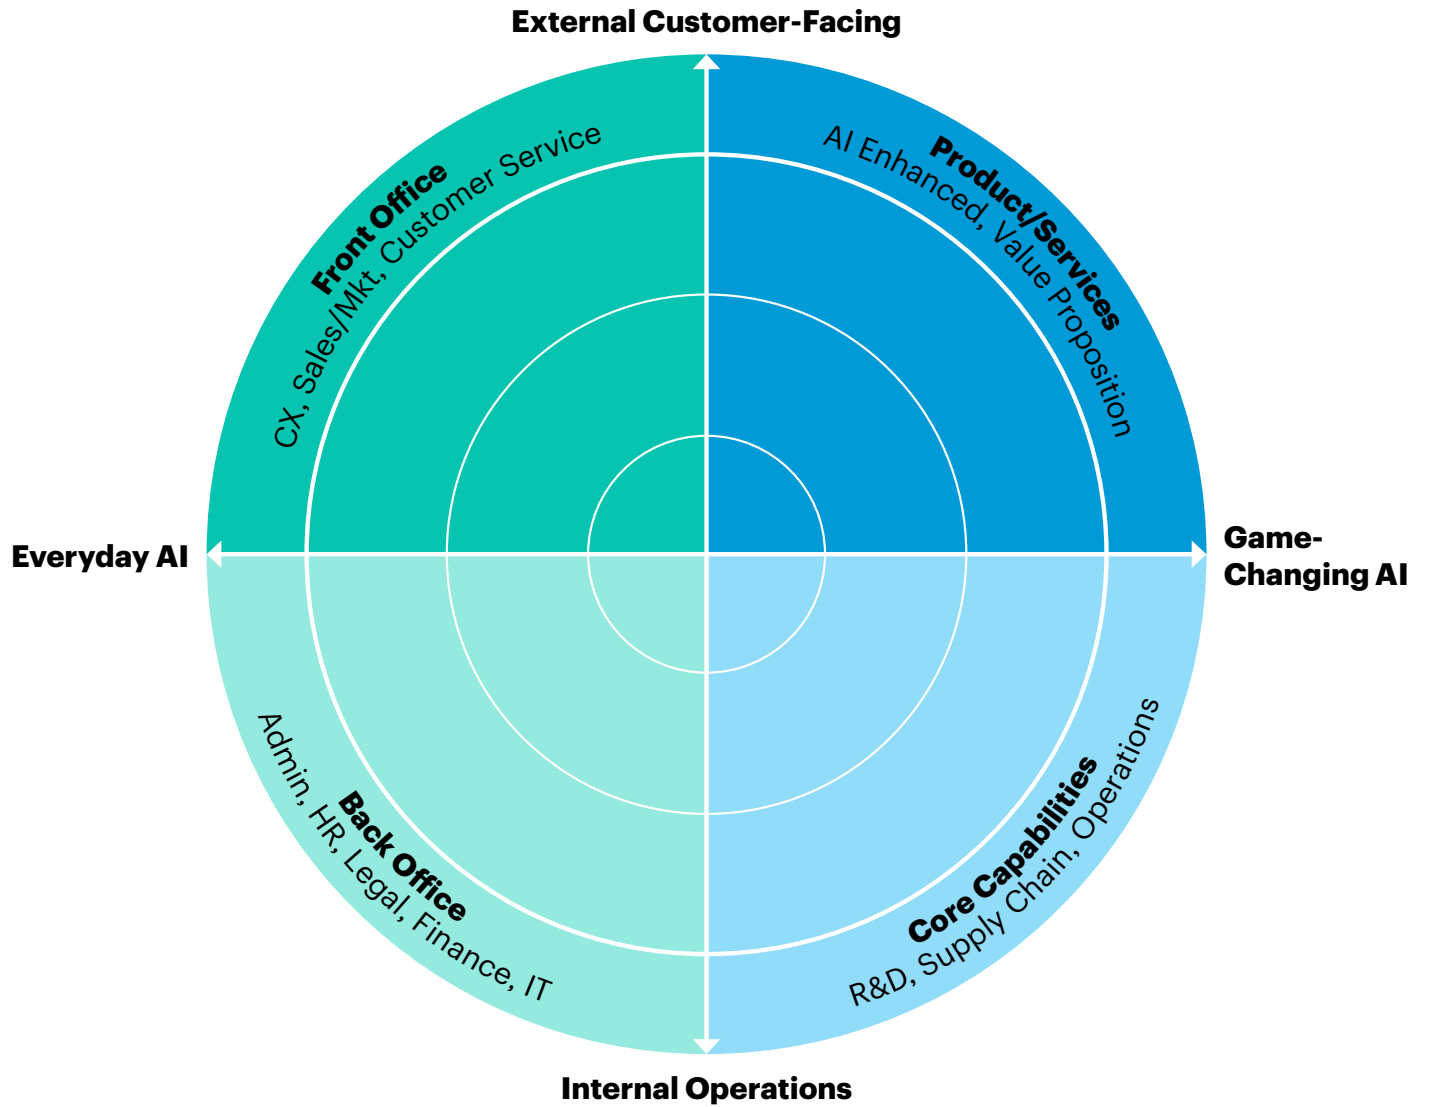 External Customer-Facing
Front Office
CX, Sales/Mkt, Customer Service
Product/Services
AI Enhanced, Value Proposition
Everyday AI
Game-
Changing AI
Back Office
Admin, HR, Legal, Finance, IT
Core Capabilities
R&D, Supply Chain, Operations
Internal Operations